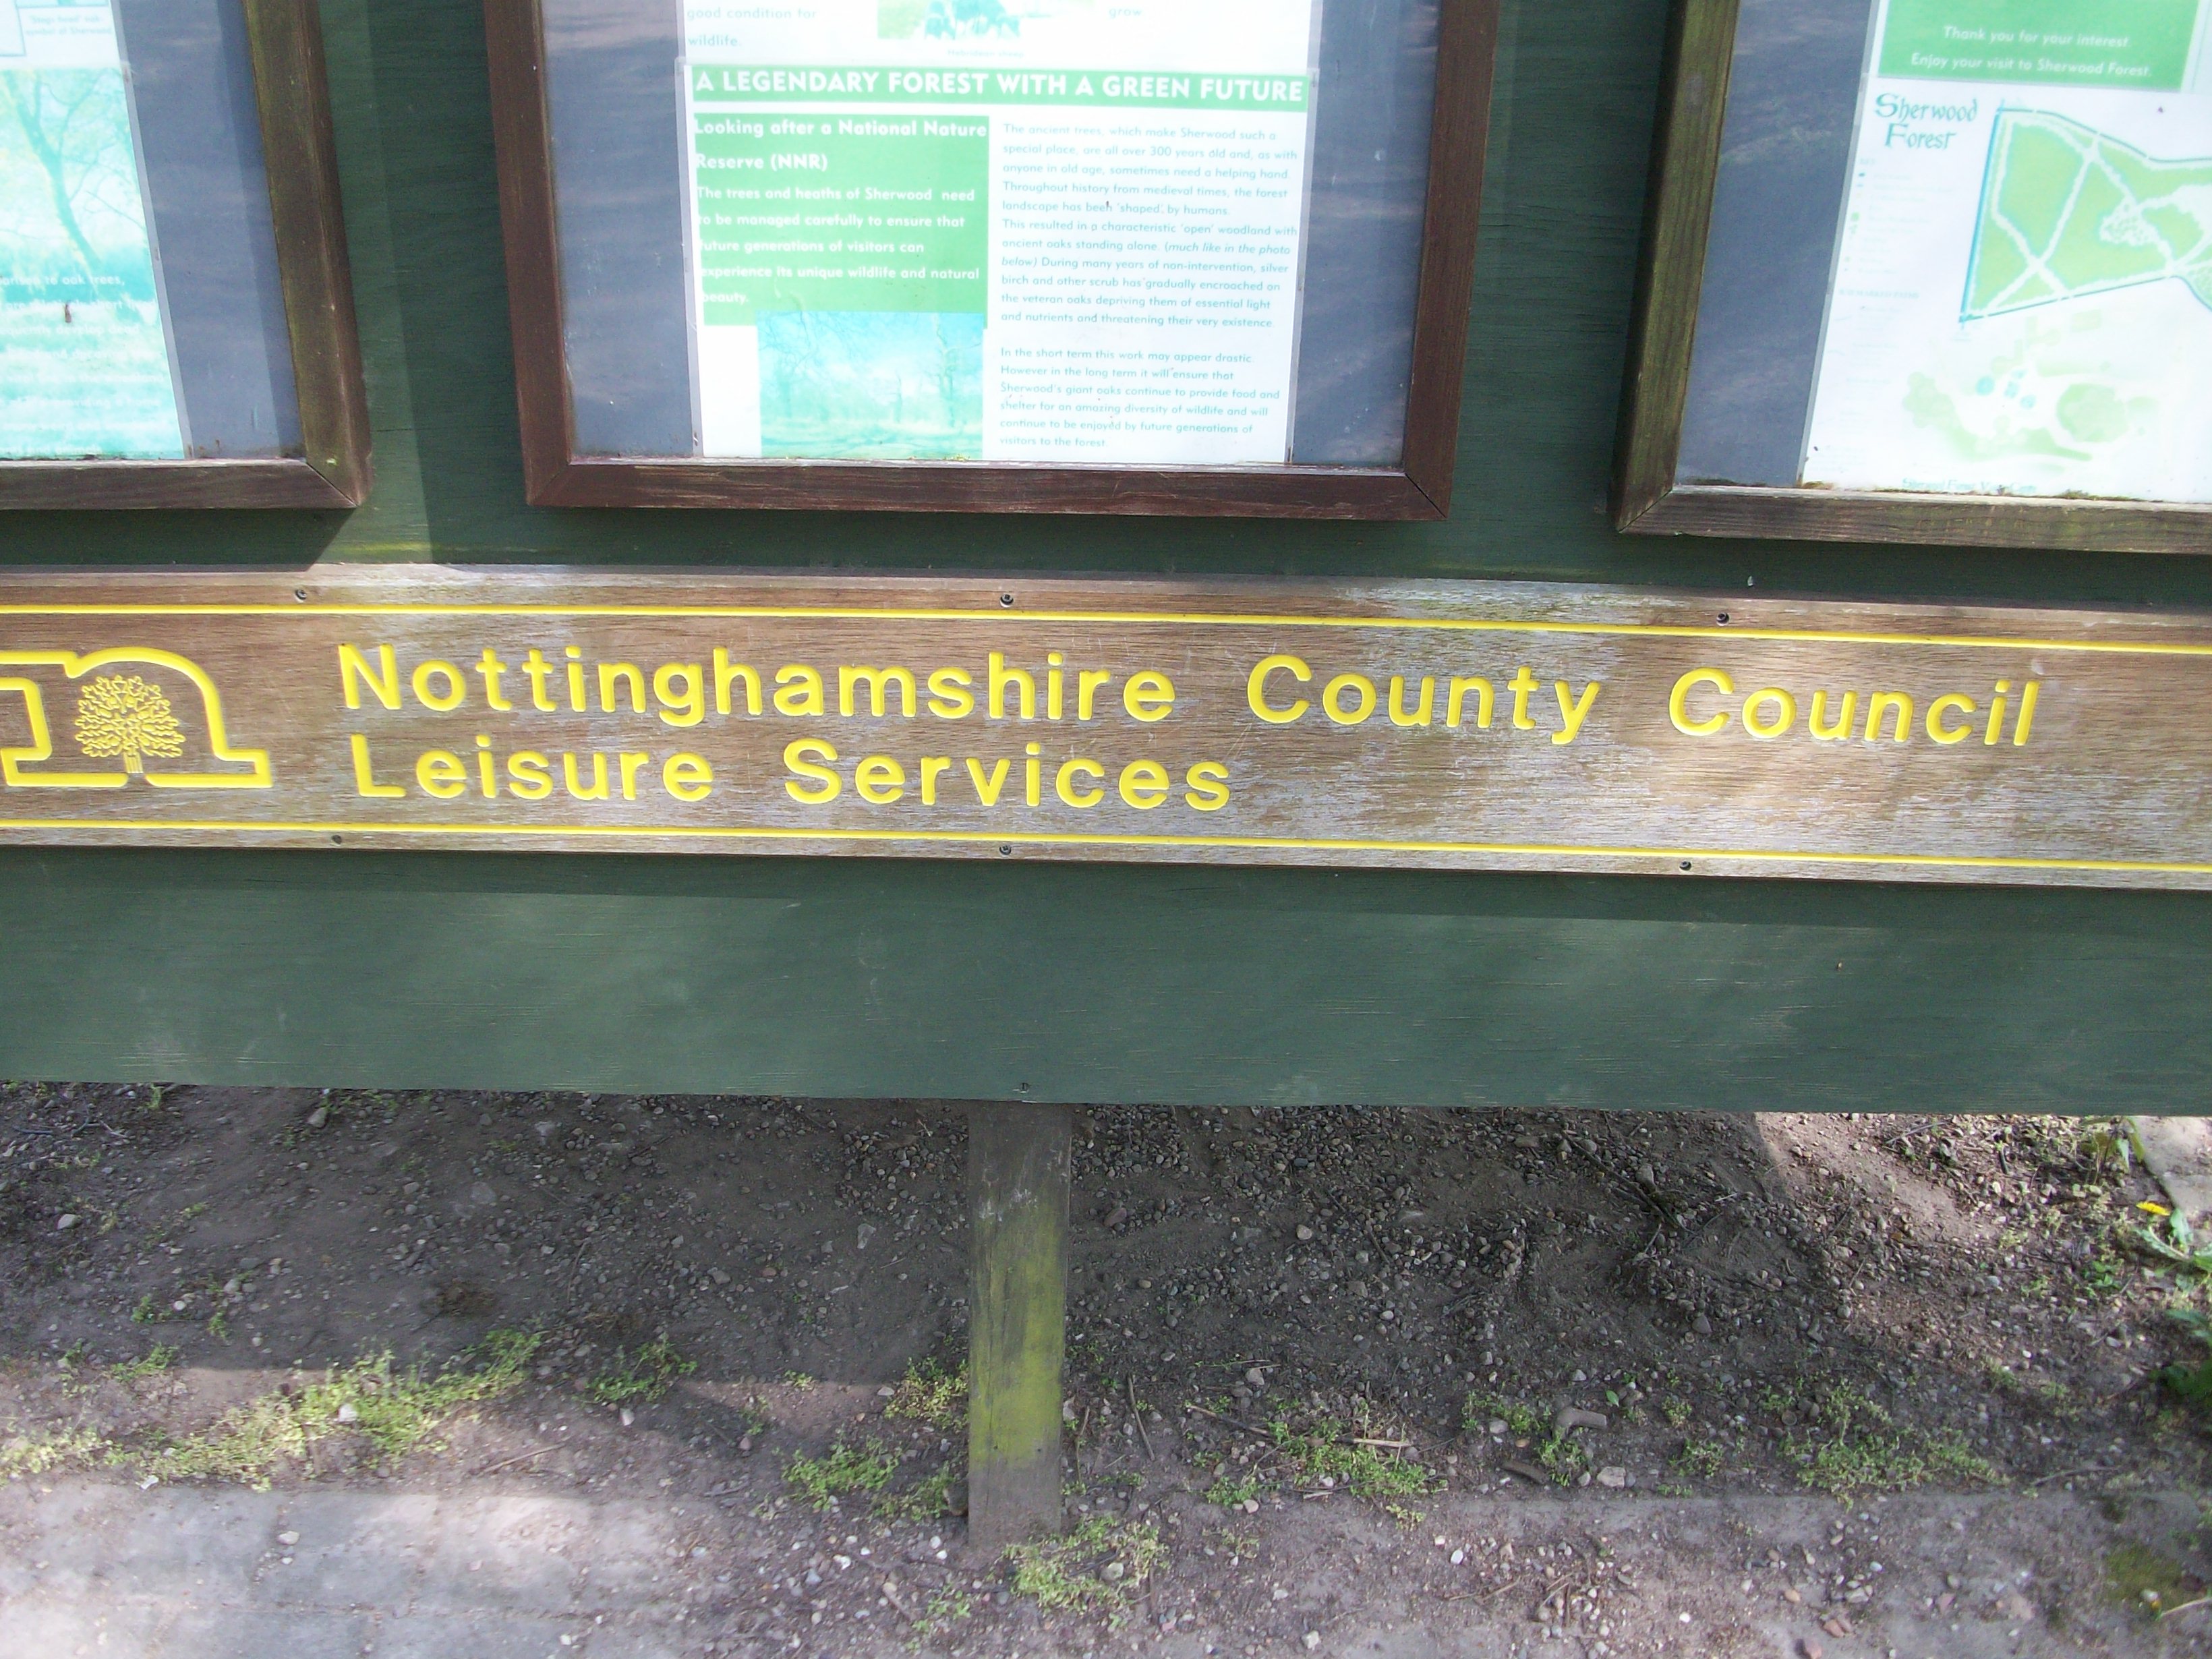 'Stags head' oak
good condition for
wildlife.
grow
A LEGENDARY FOREST WITH A GREEN FUTURE
Looking after a National Nature
Reserve (NNR)
The trees and heaths of Sherwood need
to be managed carefully to ensure that
future generations of visitors can
experience its unique wildlife and natural
beauty.
The ancient trees, which make Sherwood such a
special place, are all over 300 years old and, as with
anyone in old age, sometimes need a helping hand.
Throughout history from medieval times, the forest
landscape has been 'shaped', by humans.
This resulted in a characteristic 'open' woodland with
ancient oaks standing alone. (much like in the photo
below) During many years of non-intervention, silver
birch and other scrub has gradually encroached on
the veteran oaks depriving them of essential light
and nutrients and threatening their very existence.
In the short term this work may appear drastic.
However in the long term it will ensure that
Sherwood's giant oaks continue to provide food and
shelter for an amazing diversity of wildlife and will
continue to be enjoyed by future generations of
visitors to the forest.
Thank you for your interest.
Enjoy your visit to Sherwood Forest.
Sherwood
Forest
to oak trees,
Nottinghamshire County Council
Leisure Services